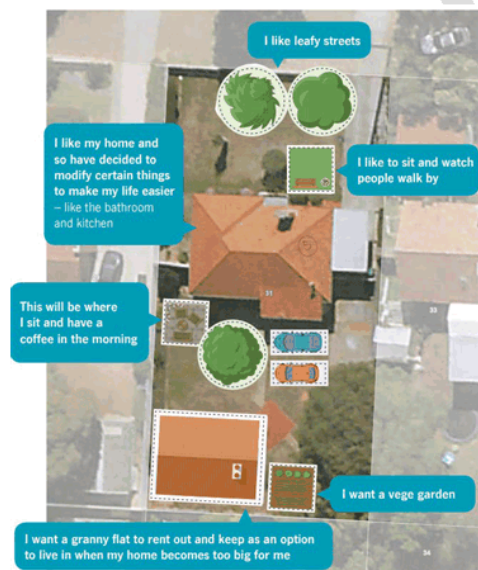 I like leafy streets
I like my home and
so have decided to
modify certain things
to make my life easier
– like the bathroom
and kitchen
I like to sit and watch
people walk by
This will be where
I sit and have a
coffee in the morning
31
33
I want a vege garden
I want a granny flat to rent out and keep as an option
to live in when my home becomes too big for me
34